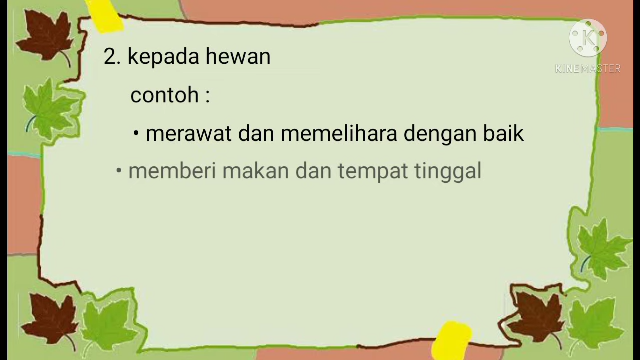 2. kepada hewan
contoh :
• merawat dan memelihara dengan baik
• memberi makan dan tempat tinggal
K
KINEMASTER